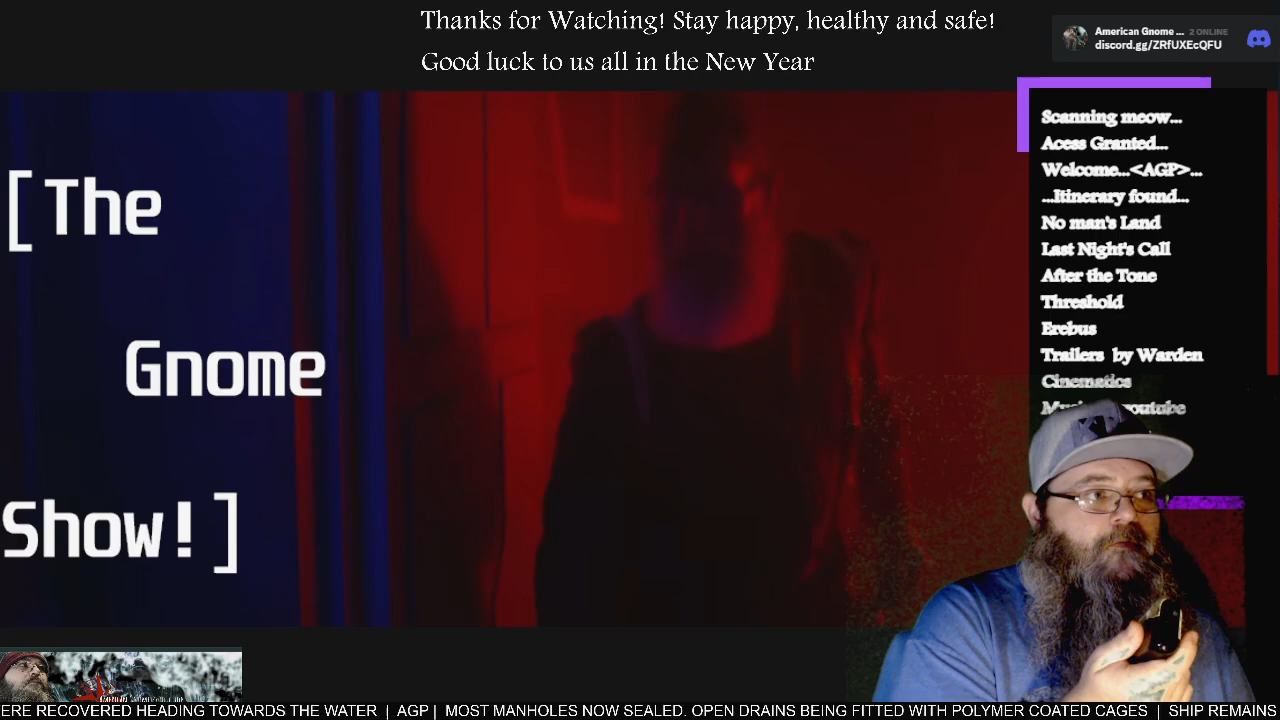 Thanks for Watching! Stay happy, healthy and safe!
Good luck to us all in the New Year
American Gnome ... 2 ONLINE
discord.gg/ZRfUXEcQFU
Scanning meow...
Acess Granted...
Welcome...<AGP>...
...Itinerary found...
No man's Land
Last Night's Call
After the Tone
Threshold
Erebus
Trailers by Warden
Cinematics
[The
Gnome
Show!]
ERE RECOVERED HEADING TOWARDS THE WATER | AGP | MOST MANHOLES NOW SEALED. OPEN DRAINS BEING FITTED WITH POLYMER COATED CAGES | SHIP REMAINS